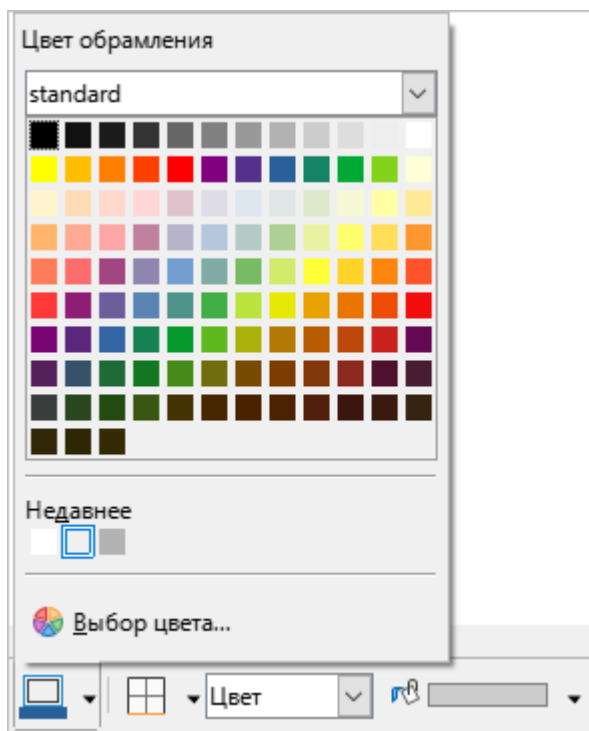 Цвет обрамления
standard
Недавнее
Выбор цвета...
Цвет